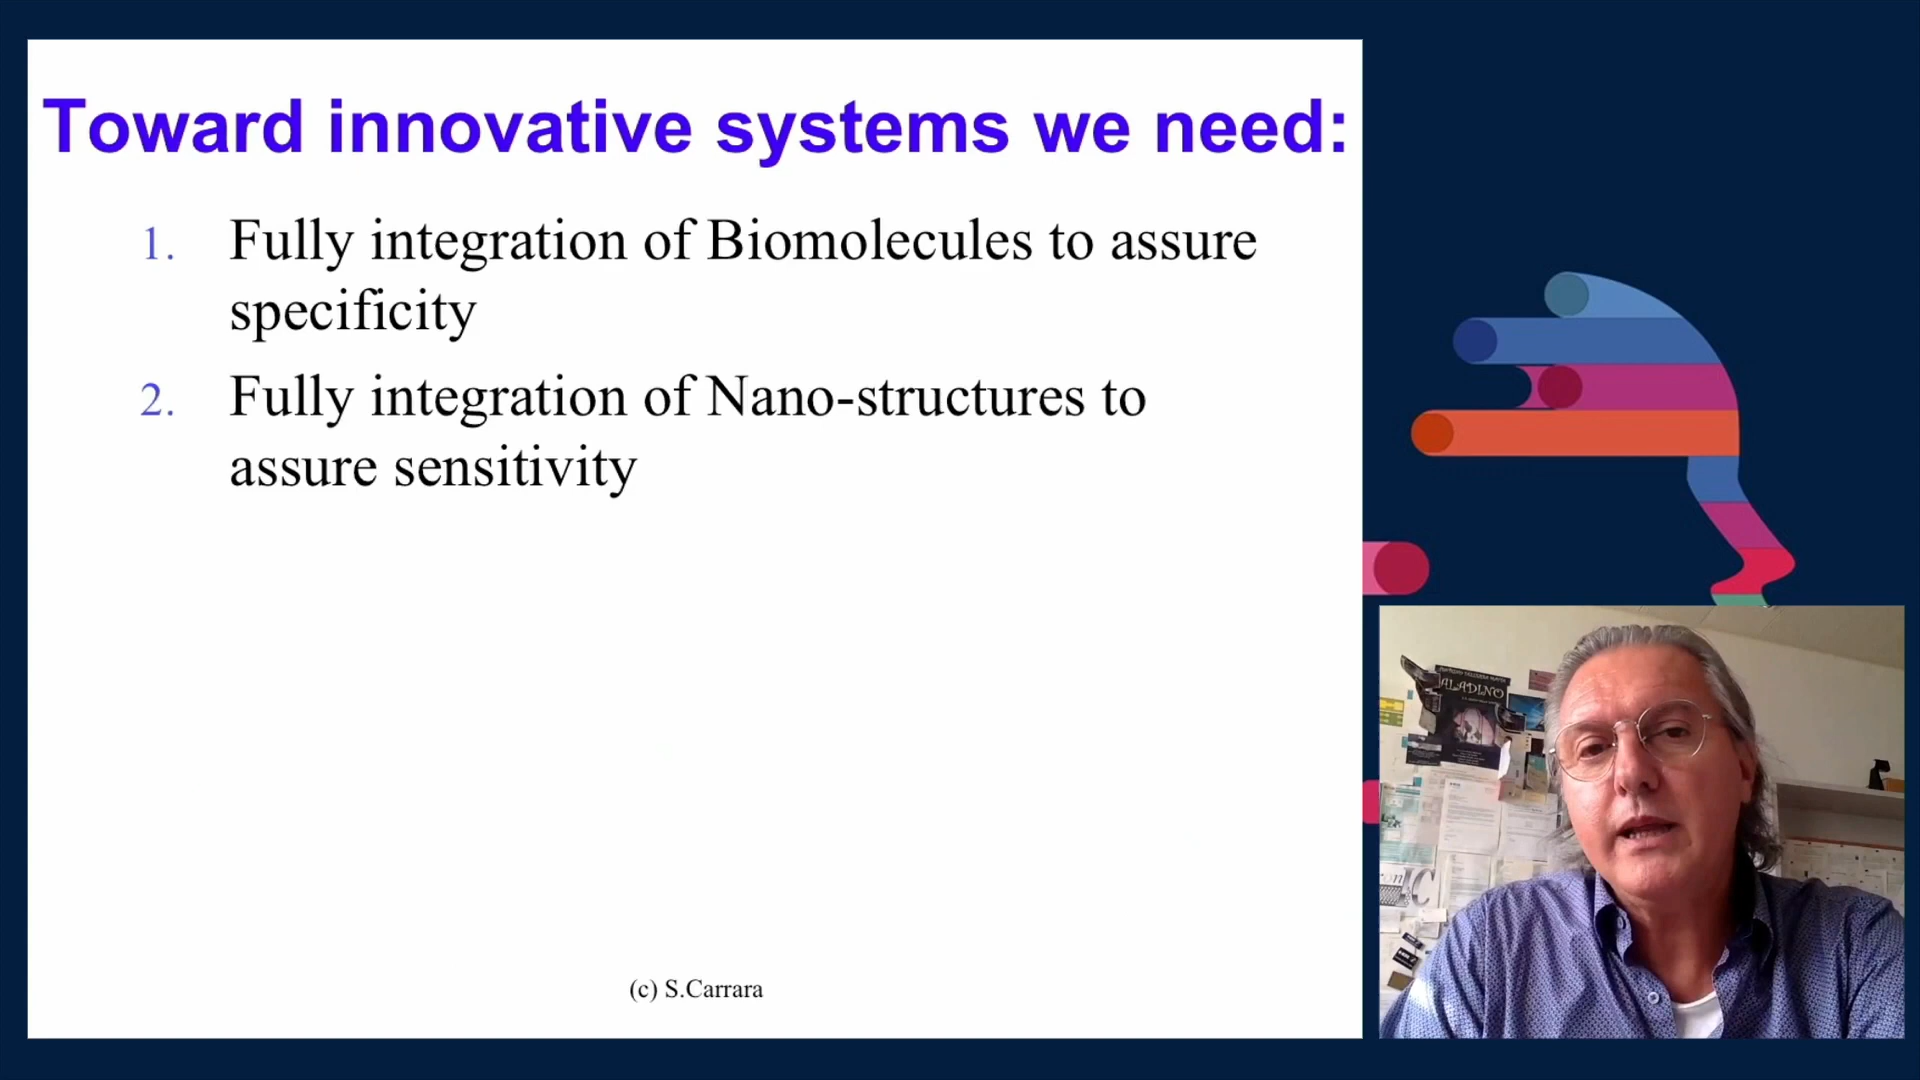 Toward innovative systems we need:
1. Fully integration of Biomolecules to assure
specificity
2. Fully integration of Nano-structures to
assure sensitivity
(c) S.Carrara
ALADINO